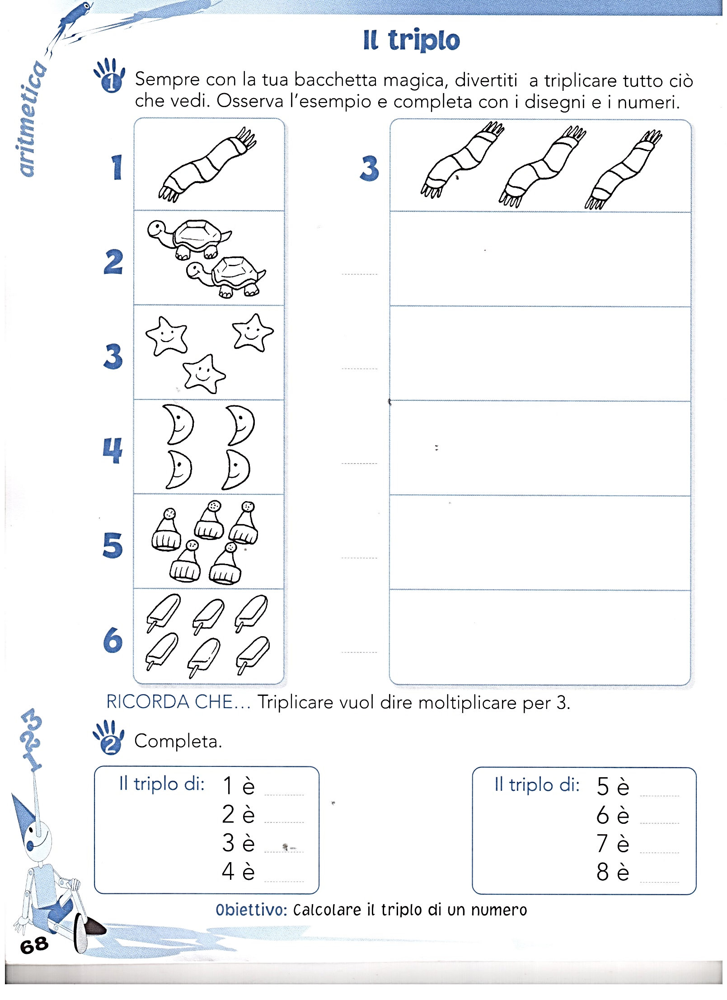 Il triplo
aritmetica
1 Sempre con la tua bacchetta magica, divertiti a triplicare tutto ciò
che vedi. Osserva l'esempio e completa con i disegni e i numeri.
1 3
2
3
4
5
6
RICORDA CHE... Triplicare vuol dire moltiplicare per 3.
2 Completa.
Il triplo di: 1 è
2 è
3 è
4 è
Il triplo di: 5 è
6 è
7 è
8 è
123
Obiettivo: Calcolare il triplo di un numero
68